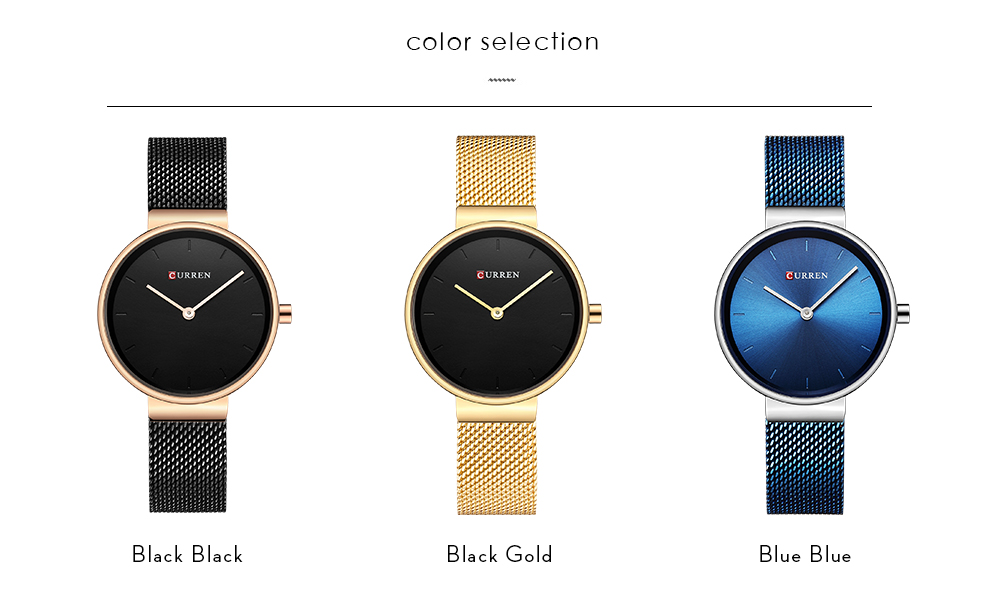 color selection
CURREN
CURREN
CURREN
Black Black
Black Gold
Blue Blue